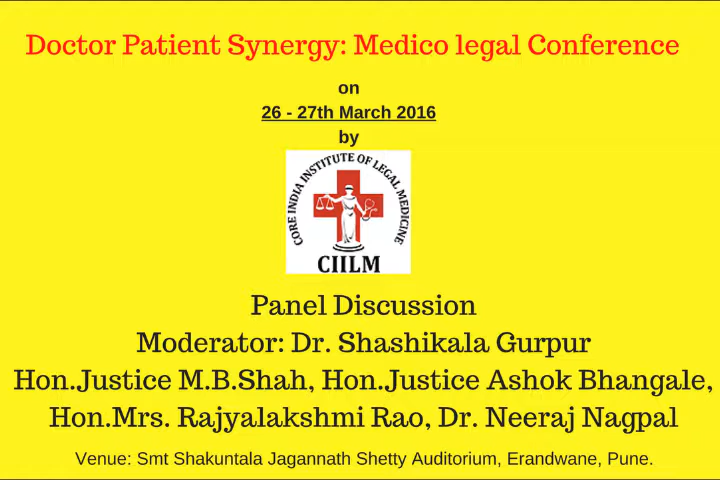 Doctor Patient Synergy: Medico legal Conference
on
26 - 27th March 2016
by
CORE INDIA INSTITUTE OF LEGAL MEDICINE
CIILM
Panel Discussion
Moderator: Dr. Shashikala Gurpur
Hon.Justice M.B.Shah, Hon.Justice Ashok Bhangale,
Hon.Mrs. Rajyalakshmi Rao, Dr. Neeraj Nagpal
Venue: Smt Shakuntala Jagannath Shetty Auditorium, Erandwane, Pune.